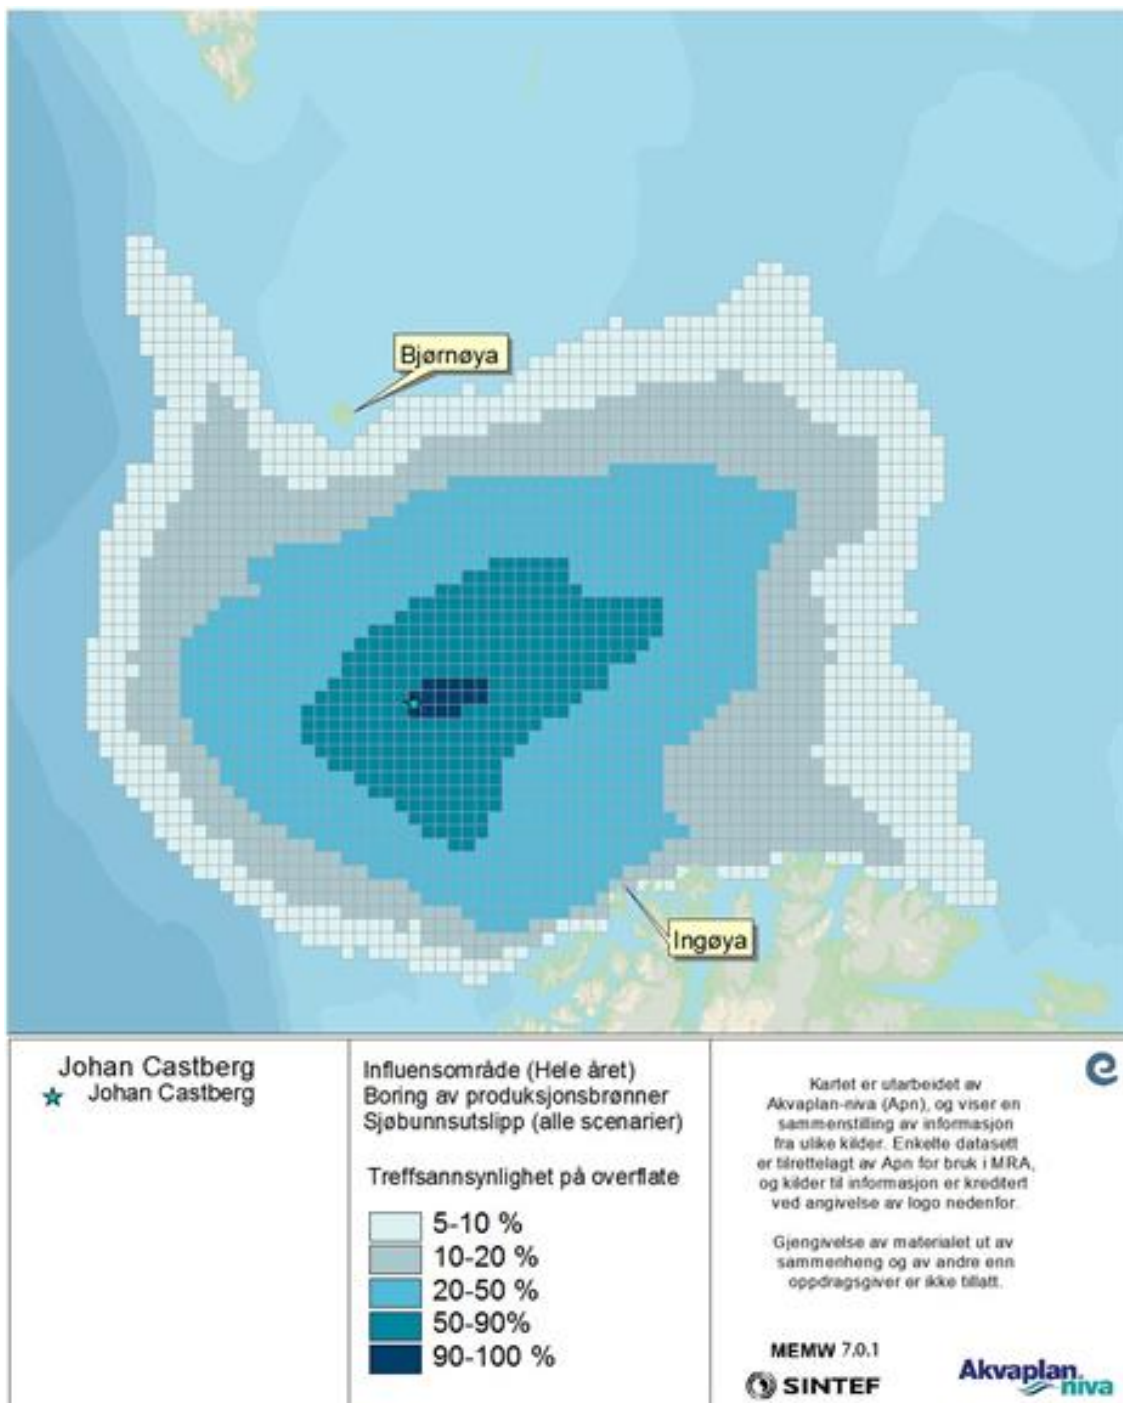 Bjørnøya
Ingøya
Johan Castberg
Johan Castberg
Influensområde (Hele året)
Boring av produksjonsbrønner
Sjøbunnsutslipp (alle scenarier)
Treffsannsynlighet på overflate
5-10 %
10-20 %
20-50 %
50-90%
90-100 %
Kartet er utarbeidet av
Akvaplan-niva (Apn), og viser en
sammenstilling av informasjon
fra ulike kilder. Enkelte datasett
er tilrettelagt av Apn for bruk i MRA,
og kilder til informasjon er kreditert
ved angivelse av logo nedenfor.
Gjengivelse av materialet ut av
sammenheng og av andre enn
oppdragsgiver er ikke tillatt.
MEMW 7.0.1
SINTEF
Akvaplan
niva